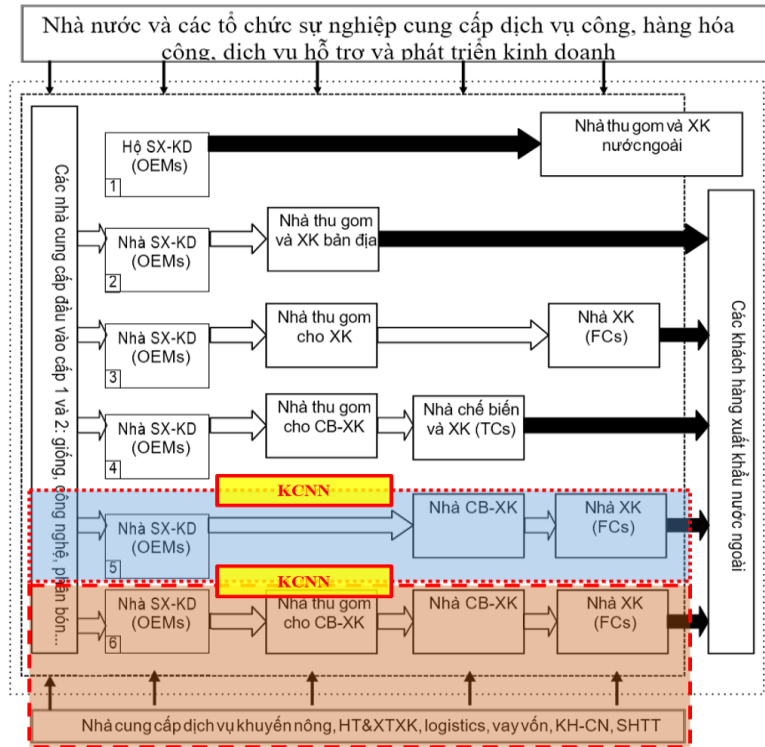 Nhà nước và các tổ chức sự nghiệp cung cấp dịch vụ công, hàng hóa
công, dịch vụ hỗ trợ và phát triển kinh doanh
Các nhà cung cấp đầu vào cấp 1 và 2: giống, công nghệ, phân bón...
Hộ SX-KD
(OEMs)
1
Nhà thu gom và XK
nướcngoài
Nhà SX-KD
(OEMs)
2
Nhà thu gom
và XK bản địa
Nhà SX-KD
(OEMs)
3
Nhà thu gom
cho XK
Nhà XK
(FCs)
Nhà SX-KD
(OEMs)
4
Nhà thu gom
cho CB-XK
Nhà chế biến
và XK (TCs)
KCNN
Nhà SX-KD
(OEMs)
5
Nhà CB-XK
Nhà XK
(FCs)
KCNN
Nhà SX-KD
(OEMs)
6
Nhà thu gom
cho CB-XK
Nhà CB-XK
Nhà XK
(FCs)
Các khách hàng xuất khẩu nước ngoài
Nhà cung cấp dịch vụ khuyến nông, HT&XTXK, logistics, vay vốn, KH-CN, SHTT